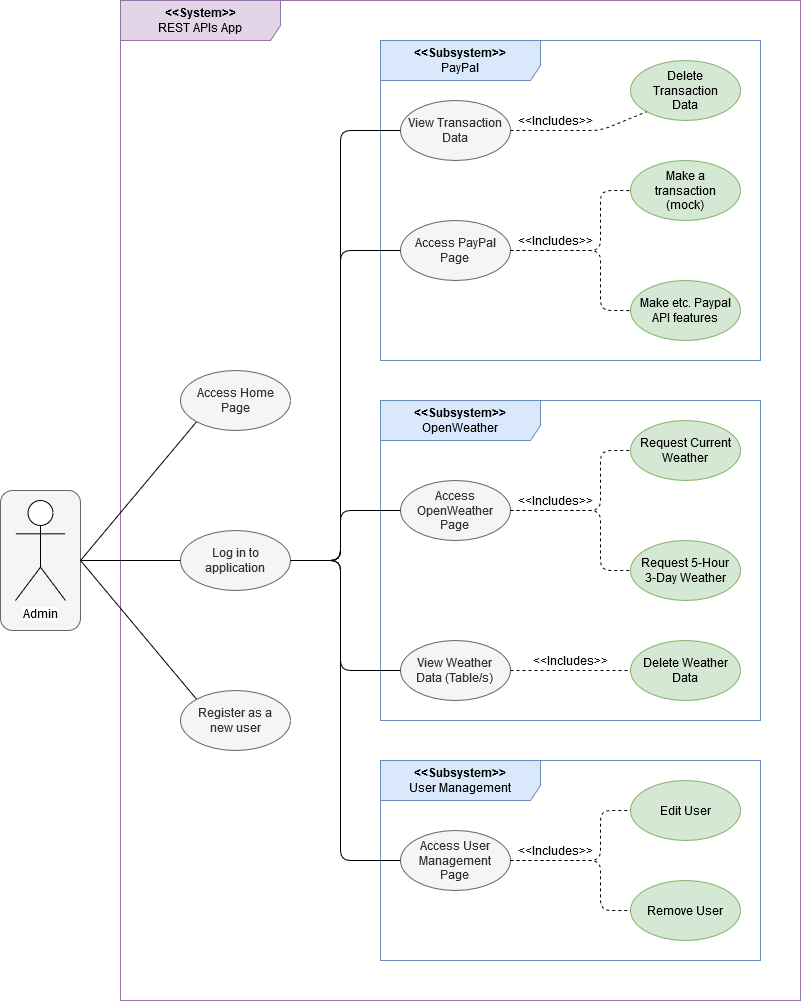 <<System>>
REST APIs App
<<Subsystem>>
PayPal
View Transaction
Data
<<Includes>>
Delete
Transaction
Data
Access PayPal
Page
<<Includes>>
Make a
transaction
(mock)
Make etc. Paypal
API features
Access Home
Page
Log in to
application
Register as a
new user
Admin
<<Subsystem>>
OpenWeather
Access
OpenWeather
Page
<<Includes>>
Request Current
Weather
Request 5-Hour
3-Day Weather
View Weather
Data (Table/s)
<<Includes>>
Delete Weather
Data
<<Subsystem>>
User Management
Access User
Management
Page
<<Includes>>
Edit User
Remove User